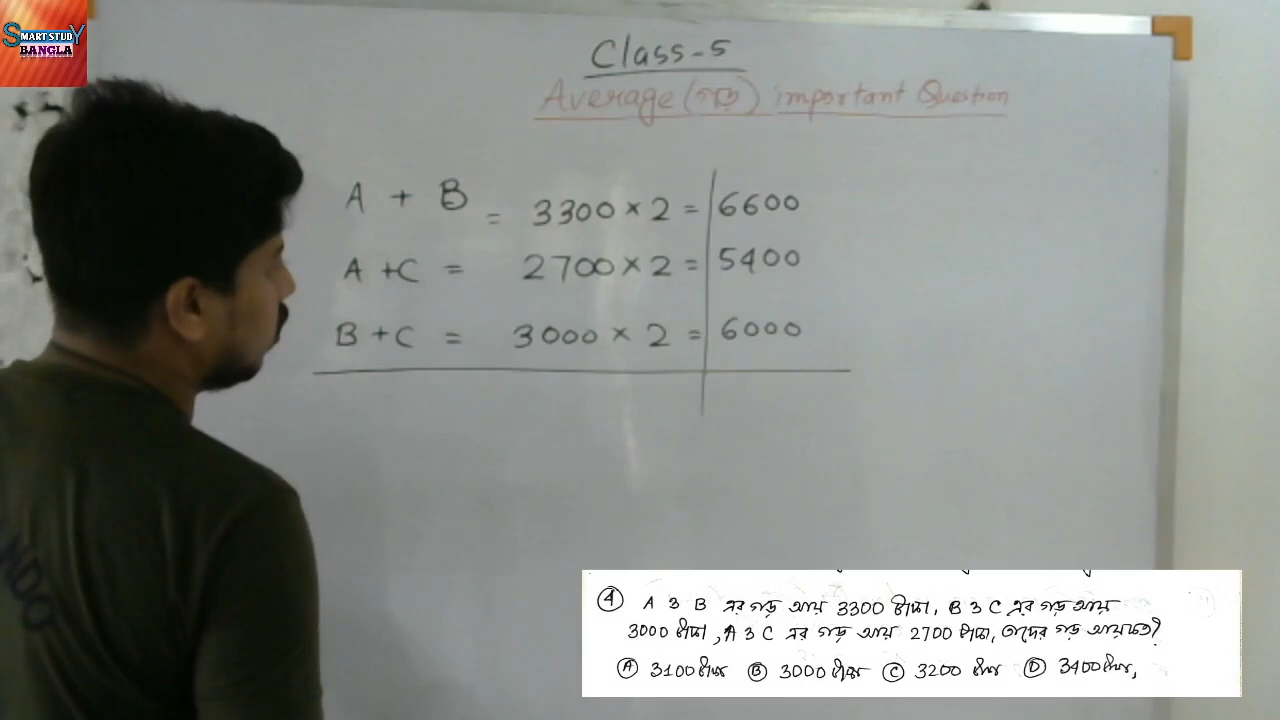 SMART STUDY
BANGLA
Class-5
Average (গড়) important Question
A + B = 3300 × 2 = 6600
A + C = 2700 × 2 = 5400
B + C = 3000 × 2 = 6000
④ A ও B এর গড় আয় 3300 টাকা, B ও C এর গড় আয়
3000 টাকা, A ও C এর গড় আয় 2700 টাকা, তাদের গড় আয় কত?
Ⓐ 3100 টাকা Ⓑ 3000 টাকা Ⓒ 3200 টাকা Ⓓ 3400 টাকা,